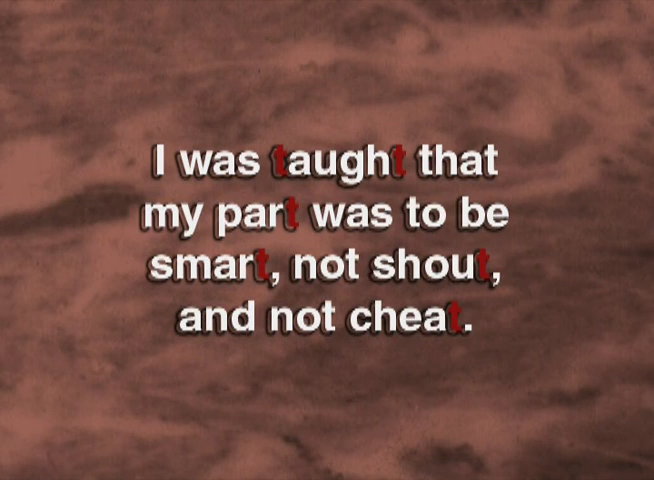 I was taught that
my part was to be
smart, not shout,
and not cheat.